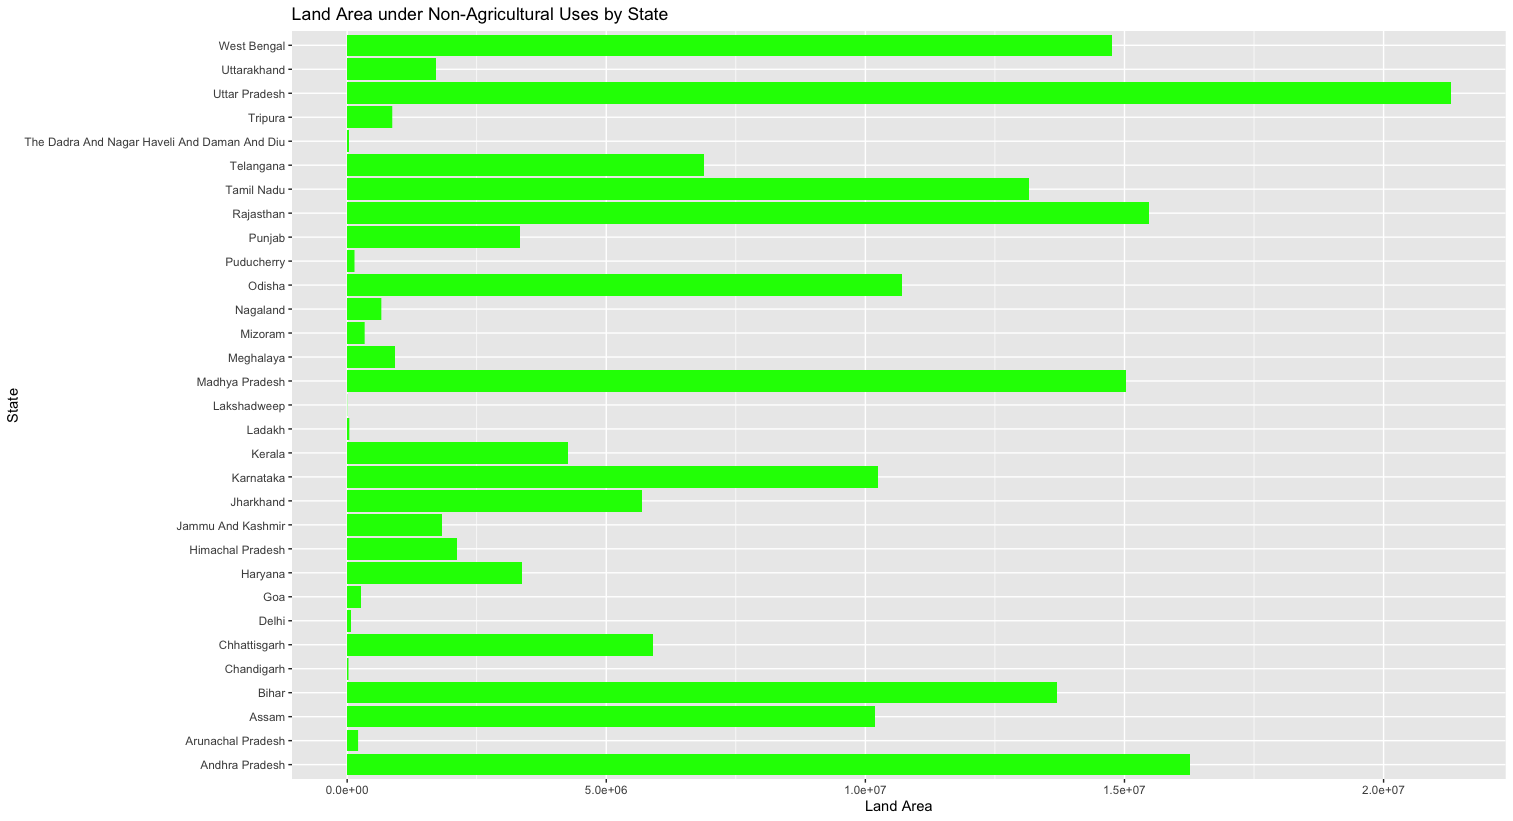 Land Area under Non-Agricultural Uses by State
West Bengal
Uttarakhand
Uttar Pradesh
Tripura
The Dadra And Nagar Haveli And Daman And Diu
Telangana
Tamil Nadu
Rajasthan
Punjab
Puducherry
Odisha
Nagaland
Mizoram
Meghalaya
Madhya Pradesh
Lakshadweep
Ladakh
Kerala
Karnataka
Jharkhand
Jammu And Kashmir
Himachal Pradesh
Haryana
Goa
Delhi
Chhattisgarh
Chandigarh
Bihar
Assam
Arunachal Pradesh
Andhra Pradesh
State
0.0e+00 5.0e+06 1.0e+07 1.5e+07 2.0e+07
Land Area